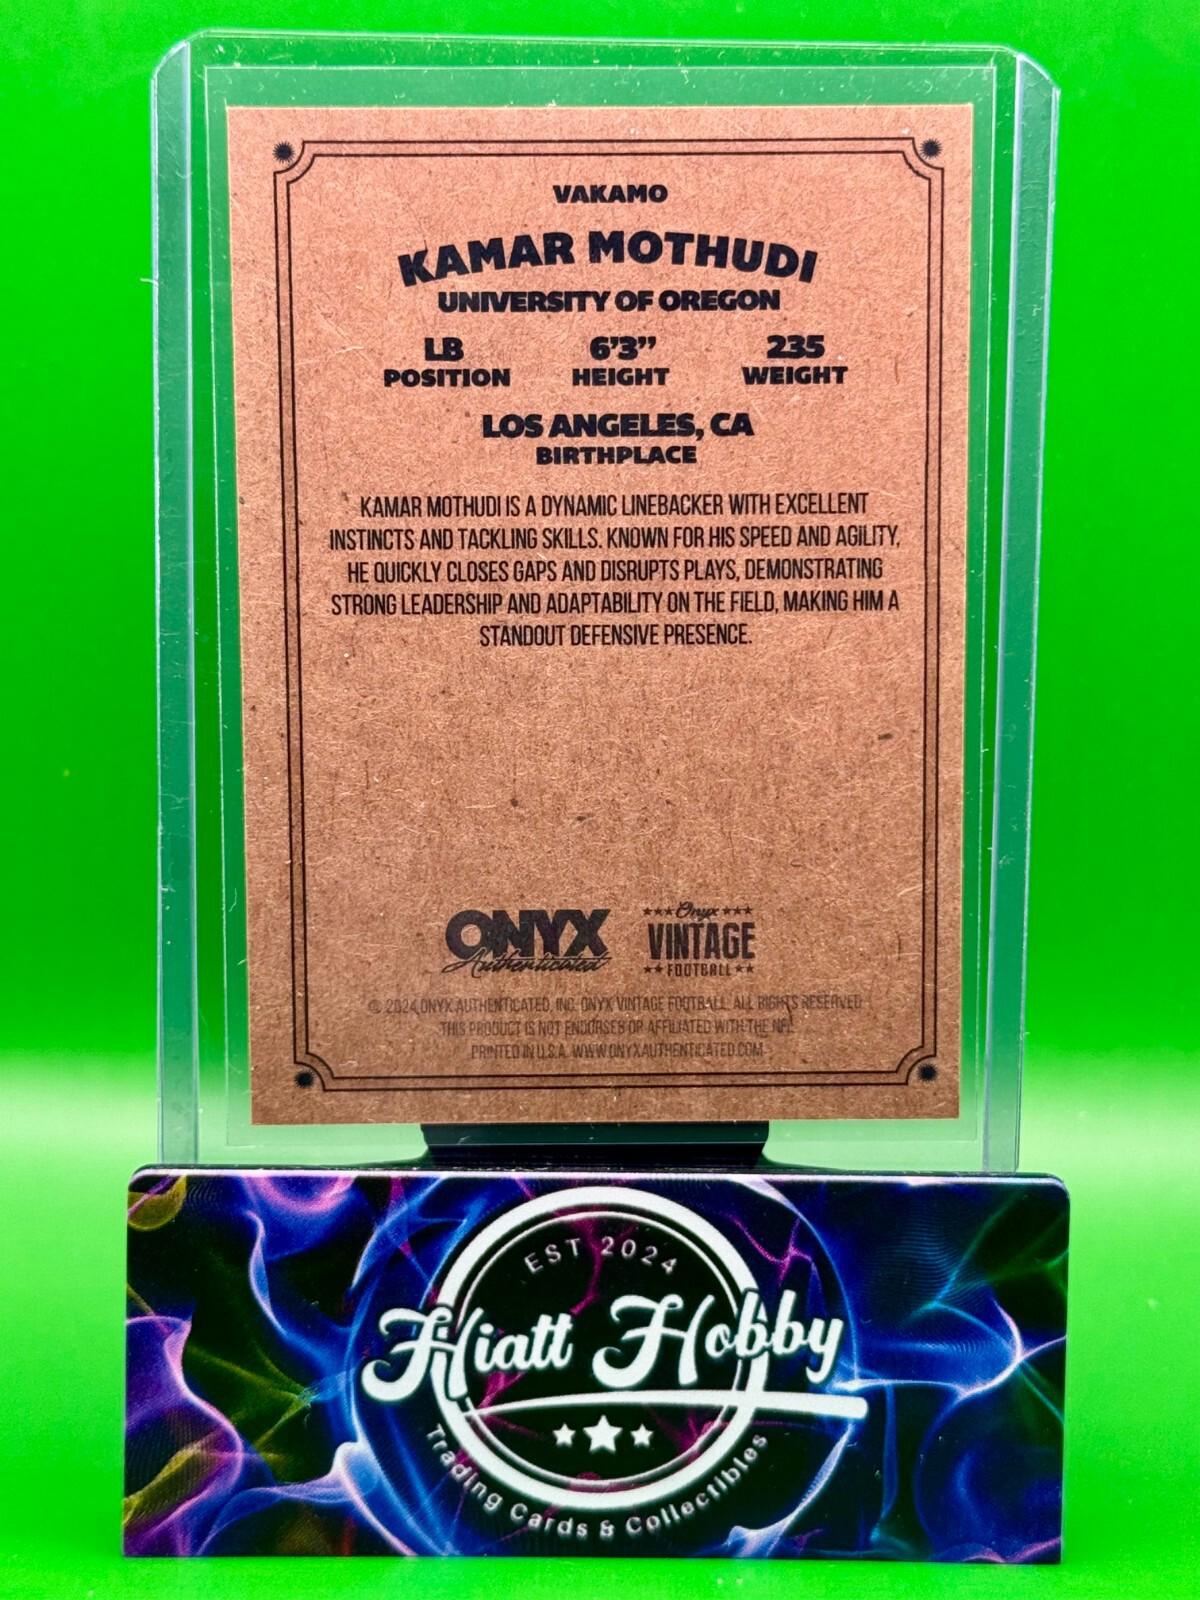 VAKAMO
KAMAR MOTHUDI
UNIVERSITY OF OREGON
LB 6'3" 235
POSITION HEIGHT WEIGHT
LOS ANGELES, CA
BIRTHPLACE
KAMAR MOTHUDI IS A DYNAMIC LINEBACKER WITH EXCELLENT
INSTINCTS AND TACKLING SKILLS. KNOWN FOR HIS SPEED AND AGILITY,
HE QUICKLY CLOSES GAPS AND DISRUPTS PLAYS, DEMONSTRATING
STRONG LEADERSHIP AND ADAPTABILITY ON THE FIELD, MAKING HIM A
STANDOUT DEFENSIVE PRESENCE.
ONYX
Authenticated
Onyx
VINTAGE
FOOTBALL
© 2024 ONYX AUTHENTICATED, INC. ONYX VINTAGE FOOTBALL. ALL RIGHTS RESERVED
THIS PRODUCT IS NOT ENDORSED OR AFFILIATED WITH THE NFL.
PRINTED IN U.S.A. WWW.ONYXAUTHENTICATED.COM
EST 2024
Hiatt Hobby
Trading Cards & Collectibles